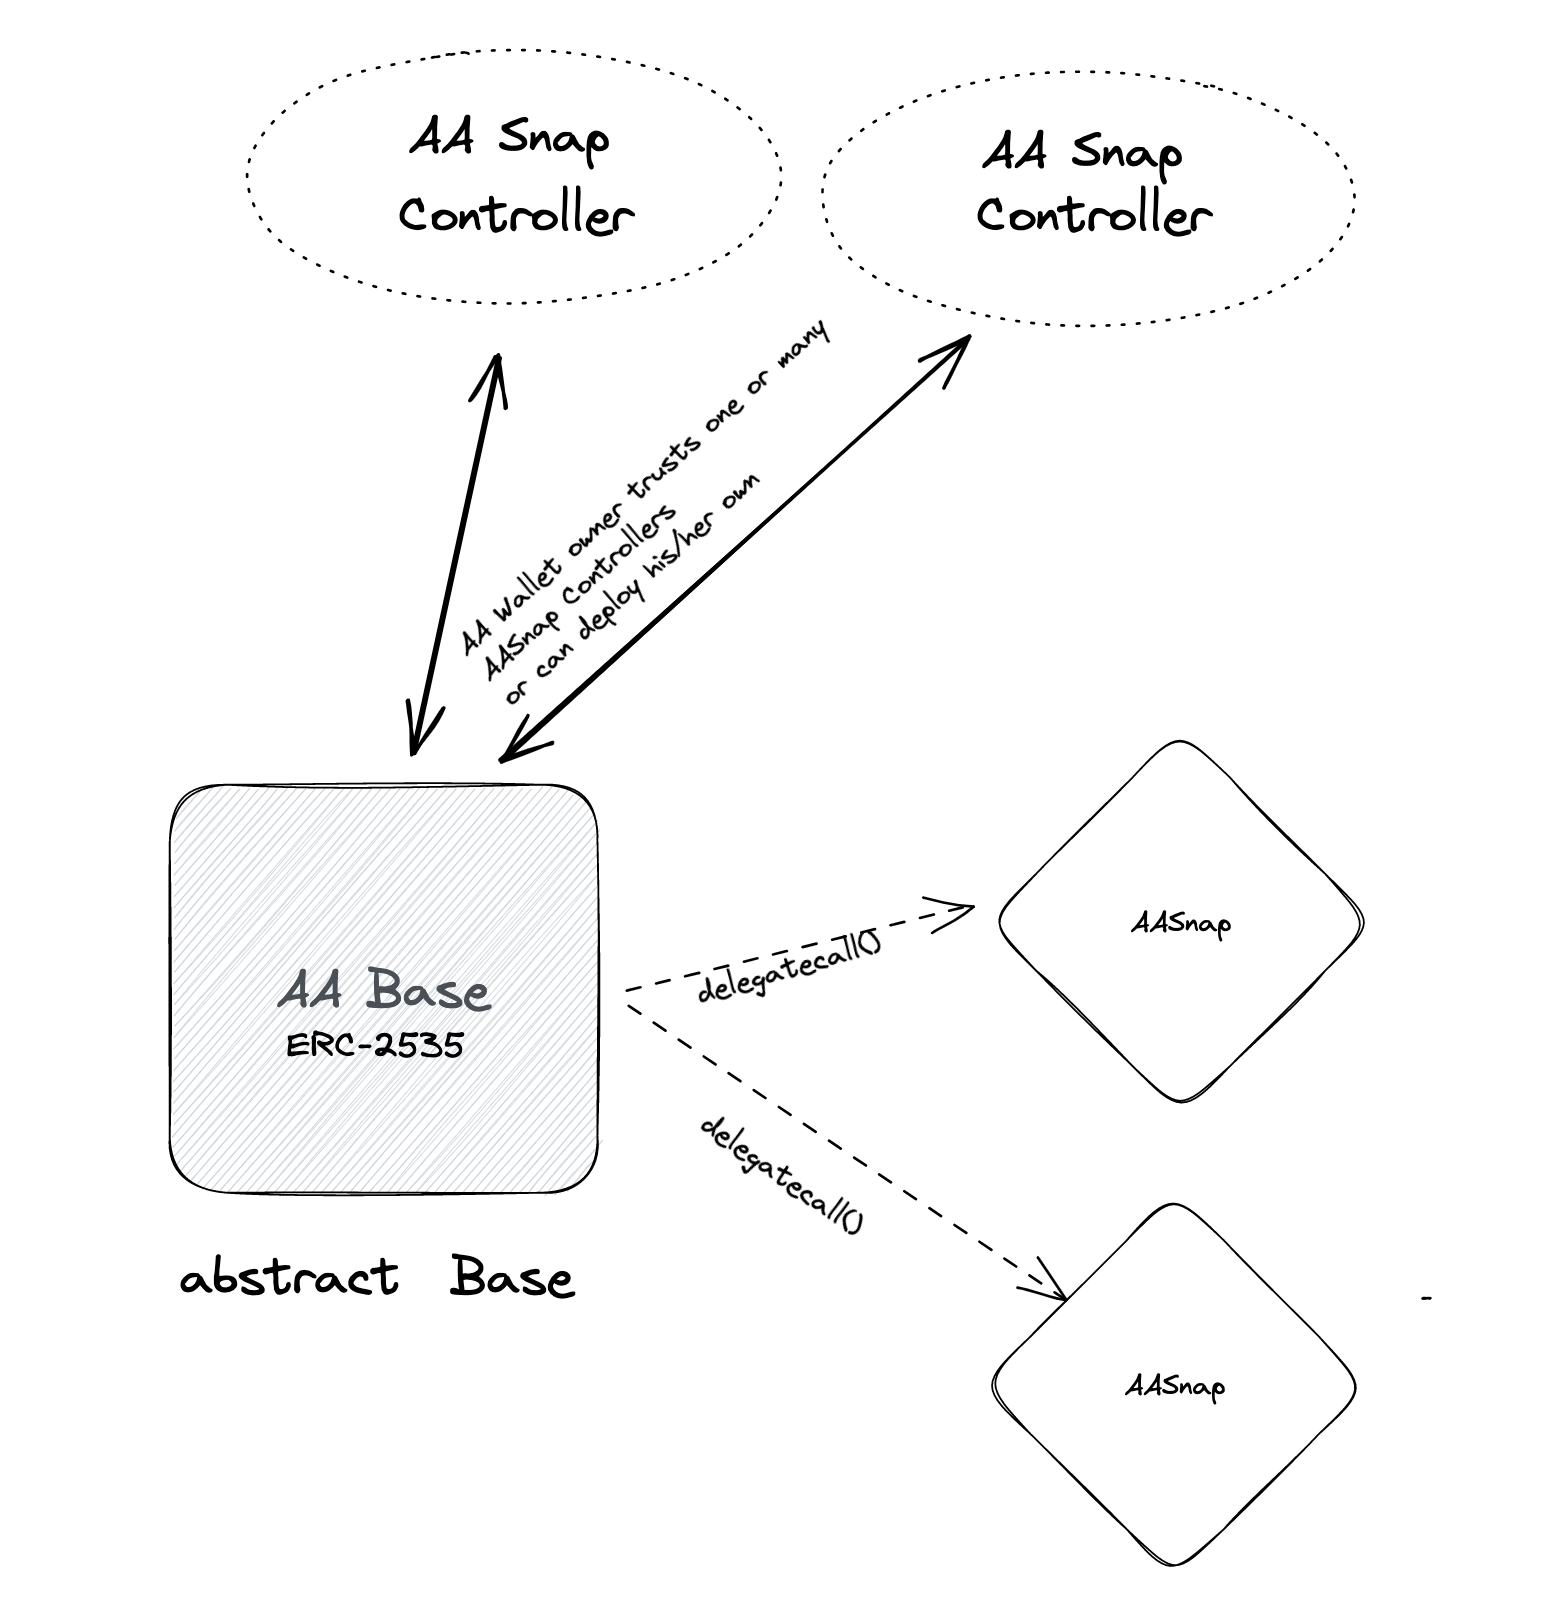 AA Snap
Controller
AA Snap
Controller
AA Wallet owner trusts one or many
AASnap Controllers
or can deploy his/her own
AA Base
ERC-2535
abstract Base
delegatecall()
delegatecall()
AASnap
AASnap
-